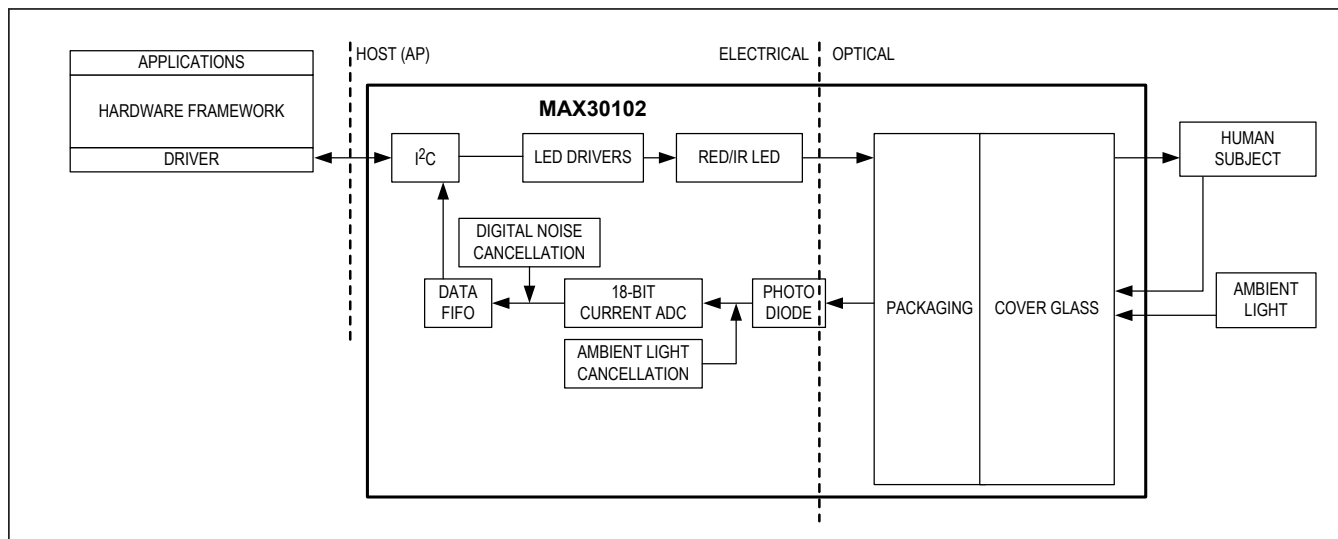 APPLICATIONS
HARDWARE FRAMEWORK
DRIVER
HOST (AP)
ELECTRICAL
OPTICAL
MAX30102
I²C
LED DRIVERS
RED/IR LED
DIGITAL NOISE
CANCELLATION
DATA
FIFO
18-BIT
CURRENT ADC
AMBIENT LIGHT
CANCELLATION
PHOTO
DIODE
PACKAGING
COVER GLASS
HUMAN
SUBJECT
AMBIENT
LIGHT